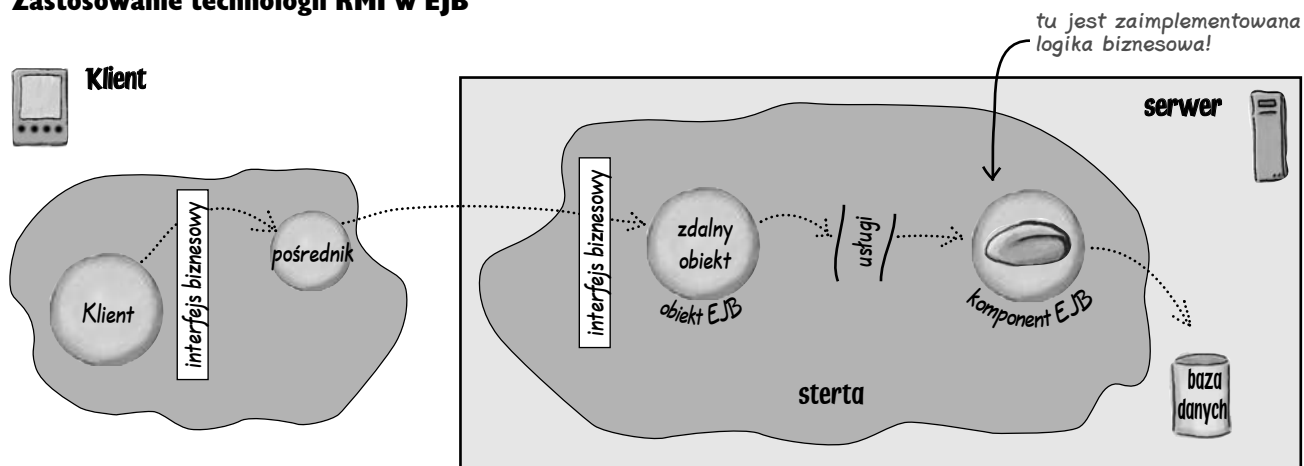 Zastosowanie technologii RMI w EJB
tu jest zaimplementowana
logika biznesowa!
Klient
serwer
Klient
interfejs biznesowy
pośrednik
interfejs biznesowy
zdalny
obiekt
obiekt EJB
usługi
komponent EJB
sterta
baza
danych